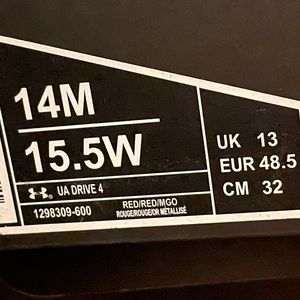 14M
15.5W
UA DRIVE 4
1298309-600
RED/RED/MGO
ROUGE/ROUGE/OR MÉTALLISÉ
UK 13
EUR 48.5
CM 32